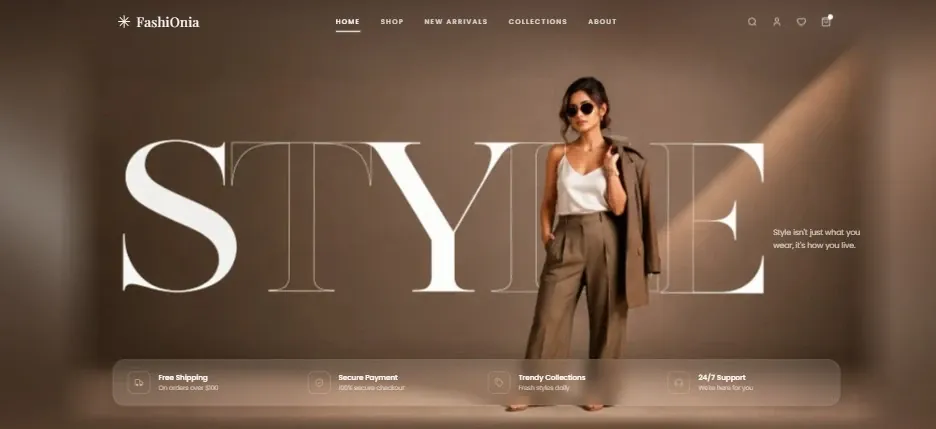 FashiOnia
HOME SHOP NEW ARRIVALS COLLECTIONS ABOUT
STYLE
Style isn't just what you
wear, it's how you live.
Free Shipping
On orders over $100
Secure Payment
100% secure checkout
Trendy Collections
Fresh styles daily
24/7 Support
We're here for you